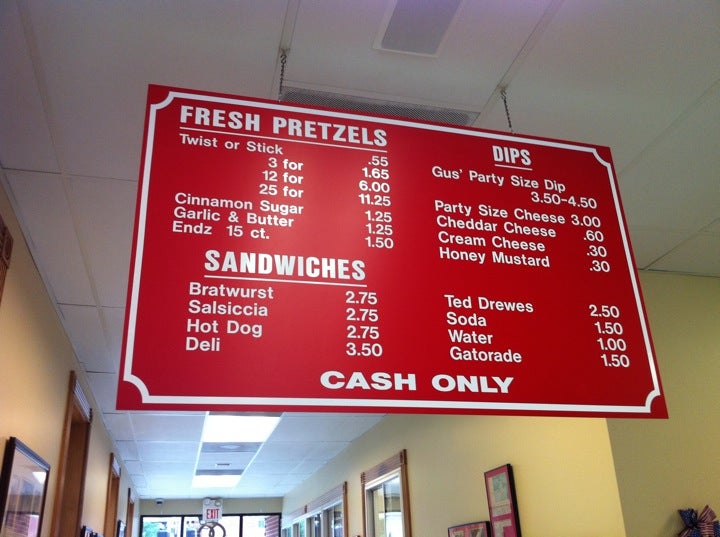 FRESH PRETZELS
Twist or Stick .55
3 for 1.65
12 for 6.00
25 for 11.25
Cinnamon Sugar 1.25
Garlic & Butter 1.25
Endz 15 ct. 1.50
SANDWICHES
Bratwurst 2.75
Salsiccia 2.75
Hot Dog 2.75
Deli 3.50
DIPS
Gus' Party Size Dip
3.50-4.50
Party Size Cheese 3.00
Cheddar Cheese .60
Cream Cheese .30
Honey Mustard .30
Ted Drewes 2.50
Soda 1.50
Water 1.00
Gatorade 1.50
CASH ONLY
EXIT